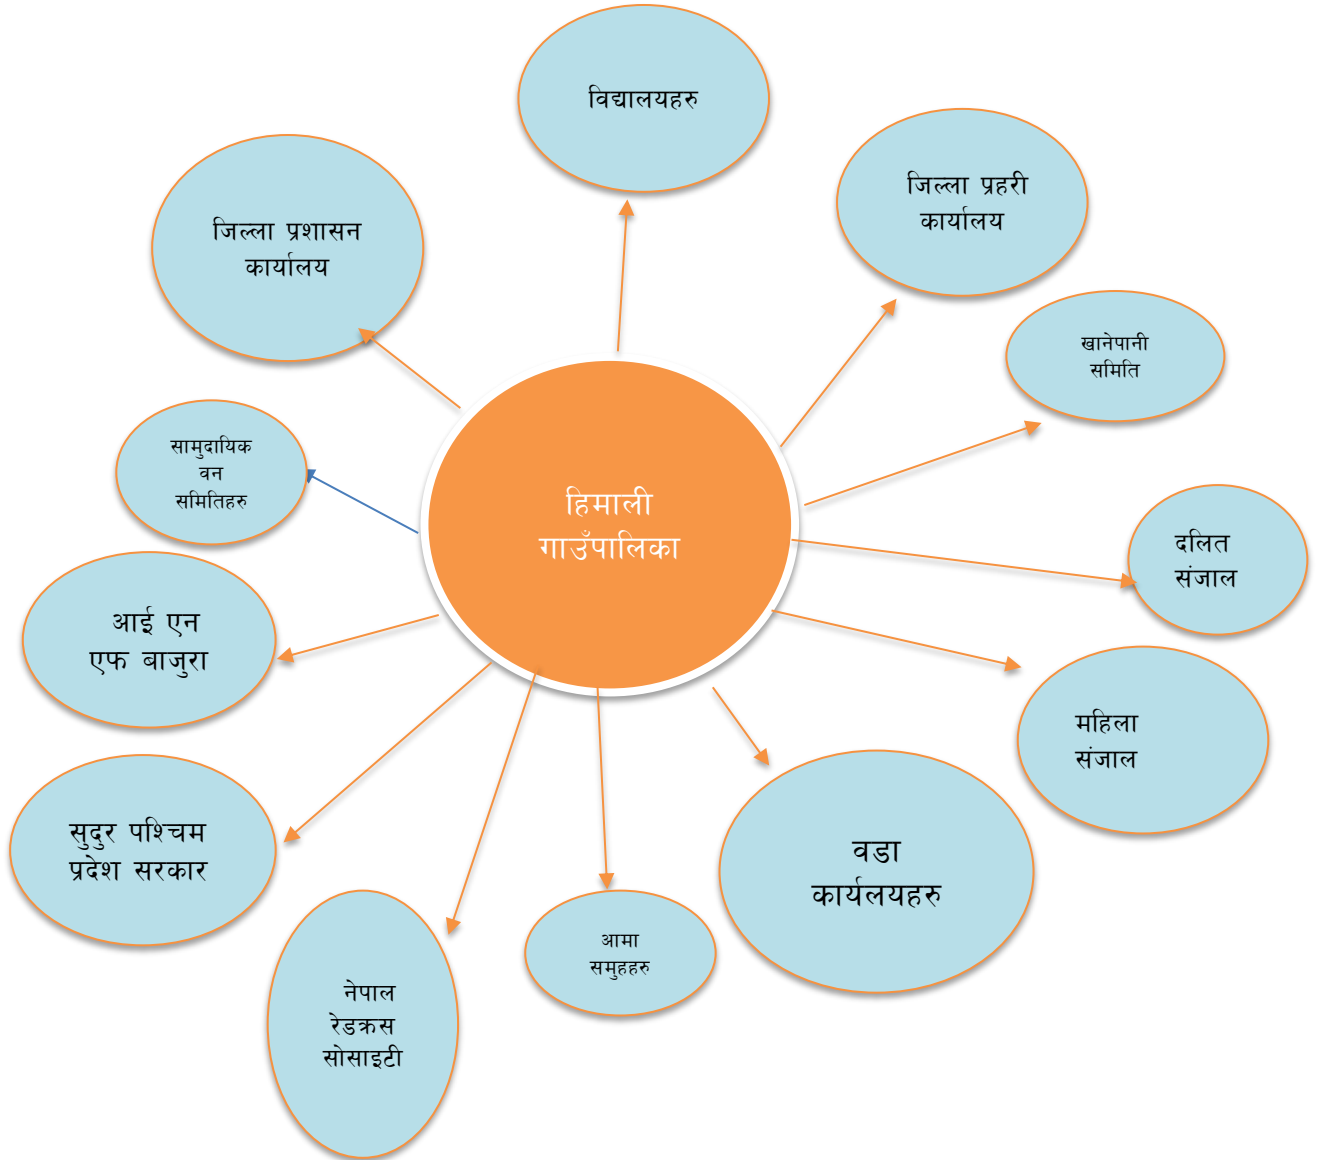 विद्यालयहरु
जिल्ला प्रहरी
कार्यालय
जिल्ला प्रशासन
कार्यालय
खानेपानी
समिति
सामुदायिक
वन
समितिहरु
हिमाली
गाउँपालिका
दलित
संजाल
आई एन
एफ बाजुरा
महिला
संजाल
सुदुर पश्चिम
प्रदेश सरकार
वडा
कार्यलयहरु
आमा
समुहहरु
नेपाल
रेडक्रस
सोसाइटी